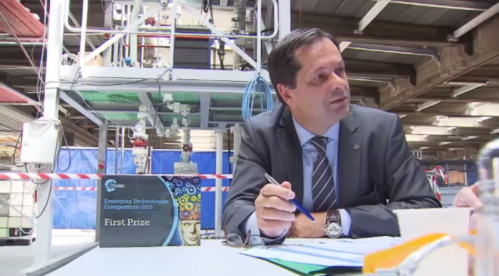 Emerging Technologies
Competition 2015
First Prize